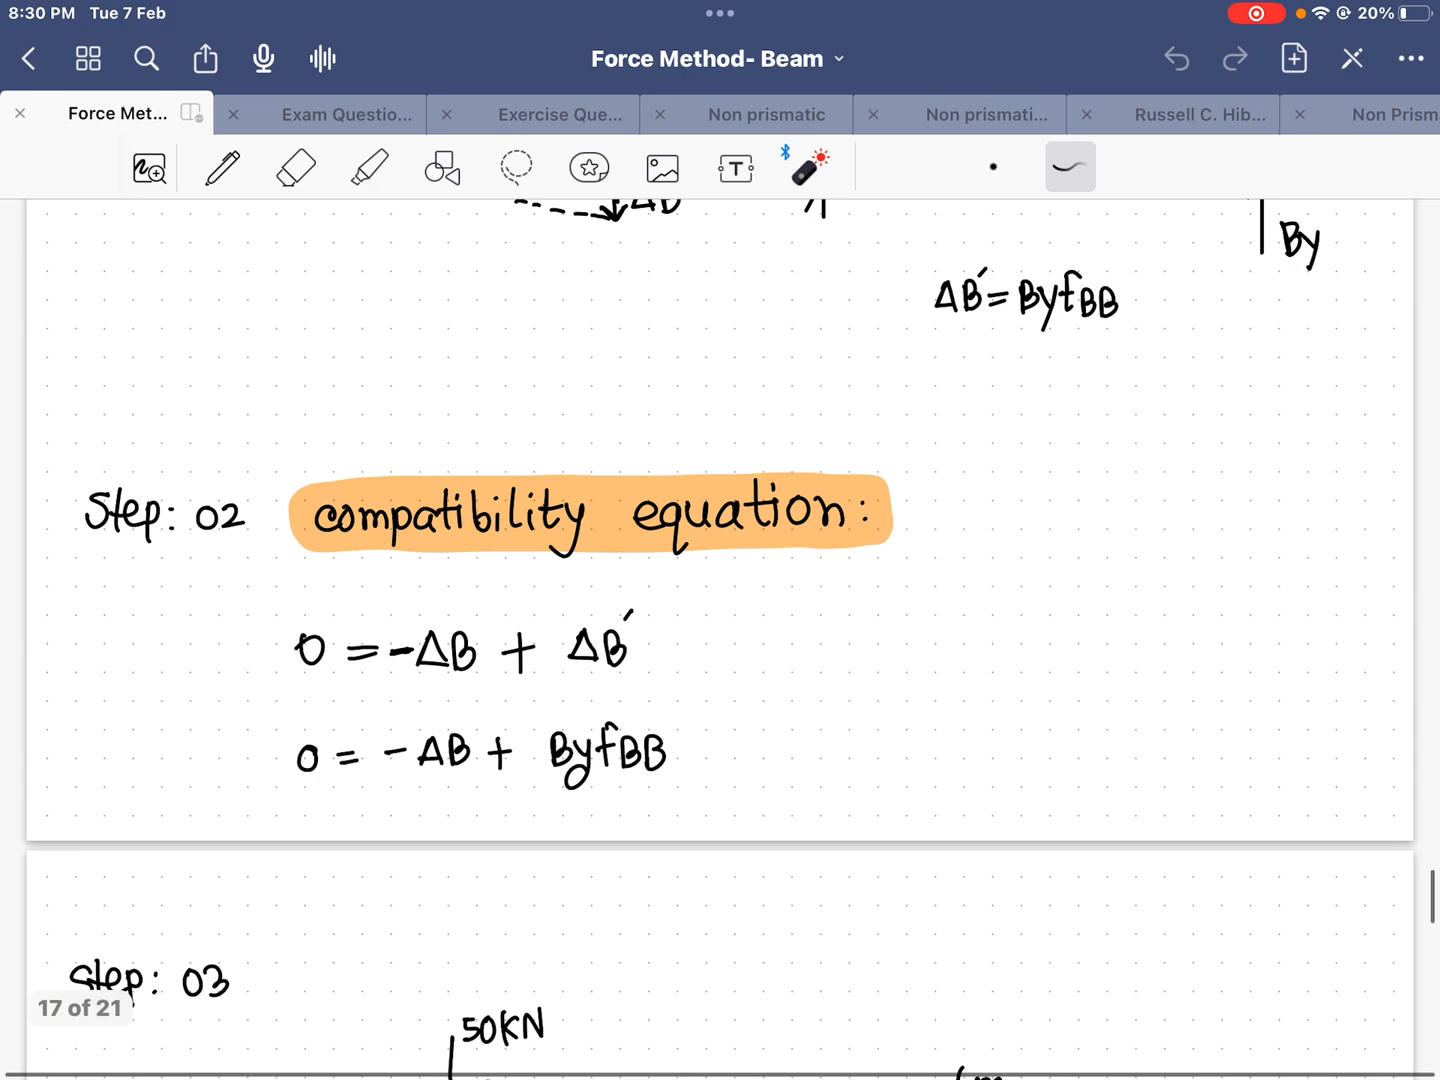 8:30 PM Tue 7 Feb
20%
Force Method- Beam
Force Met...
Exam Questio...
Exercise Que...
Non prismatic
Non prismati...
Russell C. Hib...
Non Prism
T
ΔB
By
ΔB' = ByfBB
Step: 02 compatibility equation:
0 = -ΔB + ΔB'
0 = -ΔB + ByfBB
Step: 03
17 of 21
50KN